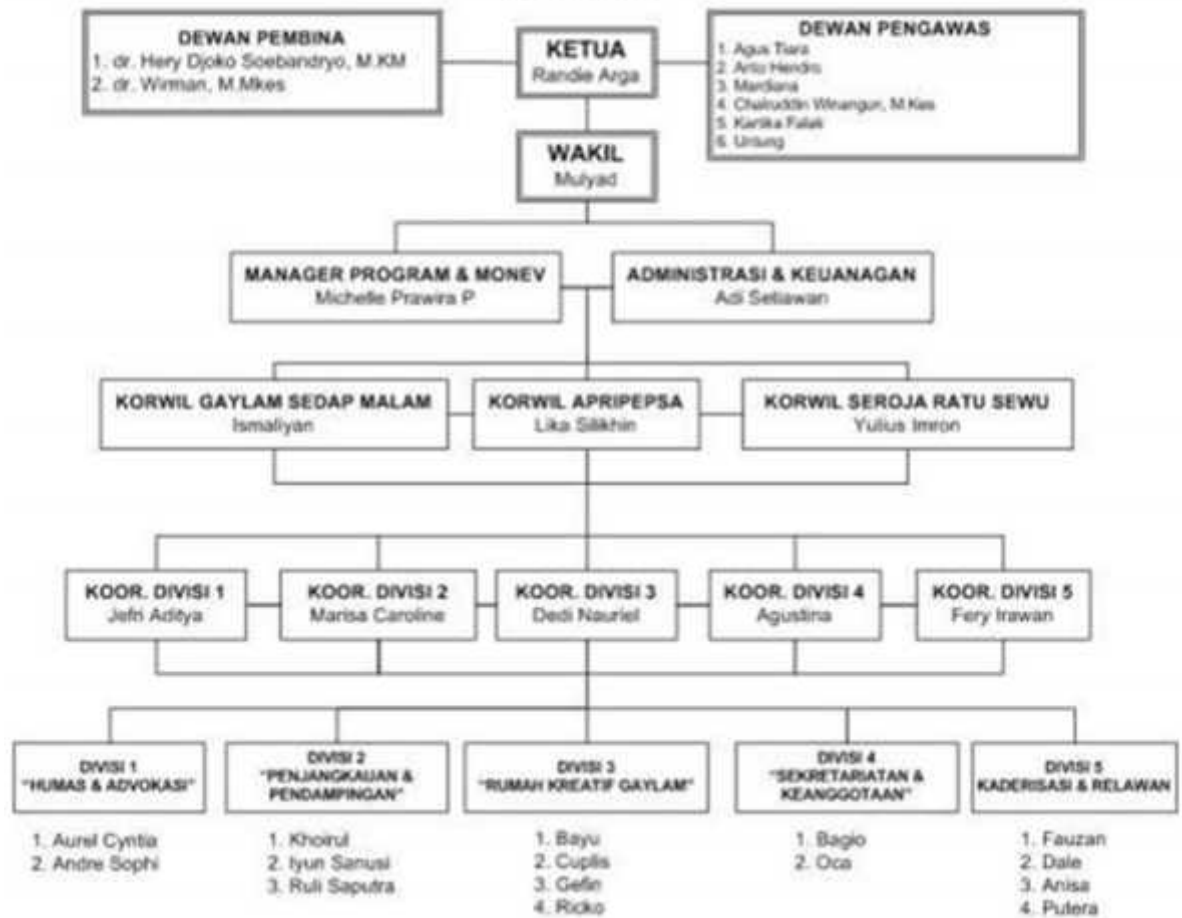 DEWAN PEMBINA
1. dr. Hery Djoko Soebandryo, M.KM
2. dr. Wirman, M.Mkes
KETUA
Randie Arga
DEWAN PENGAWAS
1. Agus Tiara
2. Anto Hendro
3. Mardiana
4. Chairuddin Winangun, M.Kes
5. Kartika
6. Untung
WAKIL
Mulyad
MANAGER PROGRAM & MONEV
Michelle Prawira P
ADMINISTRASI & KEUANAGAN
Adi Setiawan
KORWIL GAYLAM SEDAP MALAM
Ismaliyan
KORWIL APRIPEPSA
Lika Silikhin
KORWIL SEROJA RATU SEWU
Yulius Imron
KOOR. DIVISI 1
Jefri Aditya
KOOR. DIVISI 2
Marisa Caroline
KOOR. DIVISI 3
Dedi Nauriel
KOOR. DIVISI 4
Agustina
KOOR. DIVISI 5
Fery Irawan
DIVISI 1
"HUMAS & ADVOKASI"
DIVISI 2
"PENJANGKAUAN &
PENDAMPINGAN"
DIVISI 3
"RUMAH KREATIF GAYLAM"
DIVISI 4
"SEKRETARIATAN &
KEANGGOTAAN"
DIVISI 5
KADERISASI & RELAWAN
1. Aurel Cyntia
2. Andre Sophi
1. Khoirul
2. Iyun Sanusi
3. Ruli Saputra
1. Bayu
2. Cuplis
3. Gefin
4. Ricko
1. Bagio
2. Oca
1. Fauzan
2. Dale
3. Anisa
4. Putera